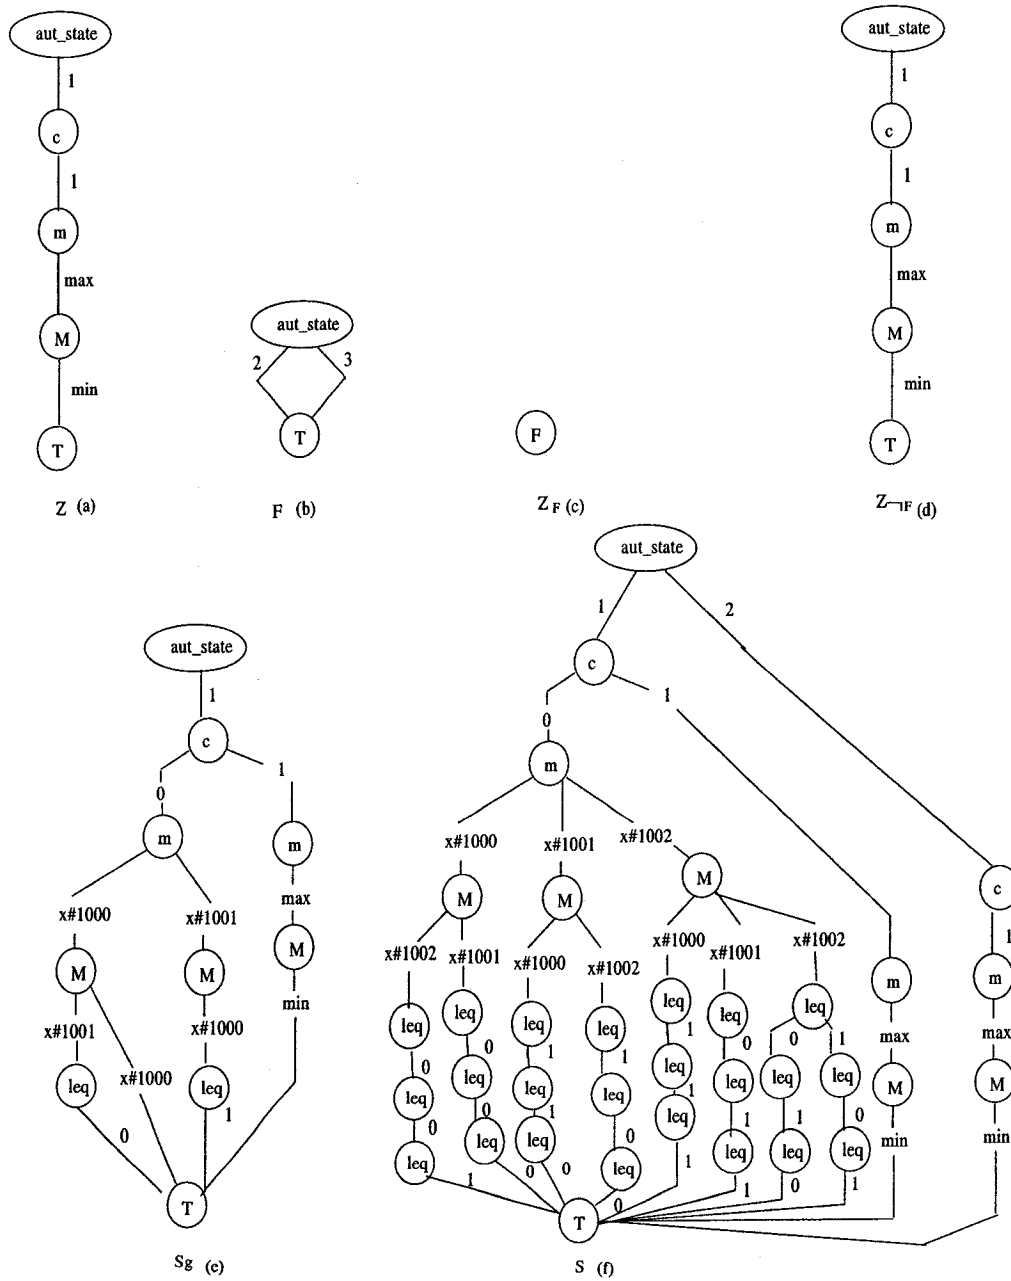 aut_state
1
c
1
m
max
M
min
T
Z (a)
aut_state
2 3
T
F (b)
F
Z F (c)
aut_state
1
c
1
m
max
M
min
T
Z¬F (d)
aut_state
1
c
0 1
m m
x#1000 x#1001 max
M M M
x#1001 x#1000 x#1000 min
leq leq
0 1
T
Sg (e)
aut_state
1 2
c
0 1
m
x#1000 x#1001 x#1002
M M M c
1
x#1002 x#1001 x#1000 x#1002 x#1000 x#1001 x#1002 m m
leq leq leq leq leq leq leq max max
0 0 1 1 1 0 0 1
leq leq leq leq leq leq leq leq M M
0 0 1 0 1 1 1 0 min min
leq leq leq leq leq leq leq leq
1 0 0 0 1 1 0 1
T
S (f)